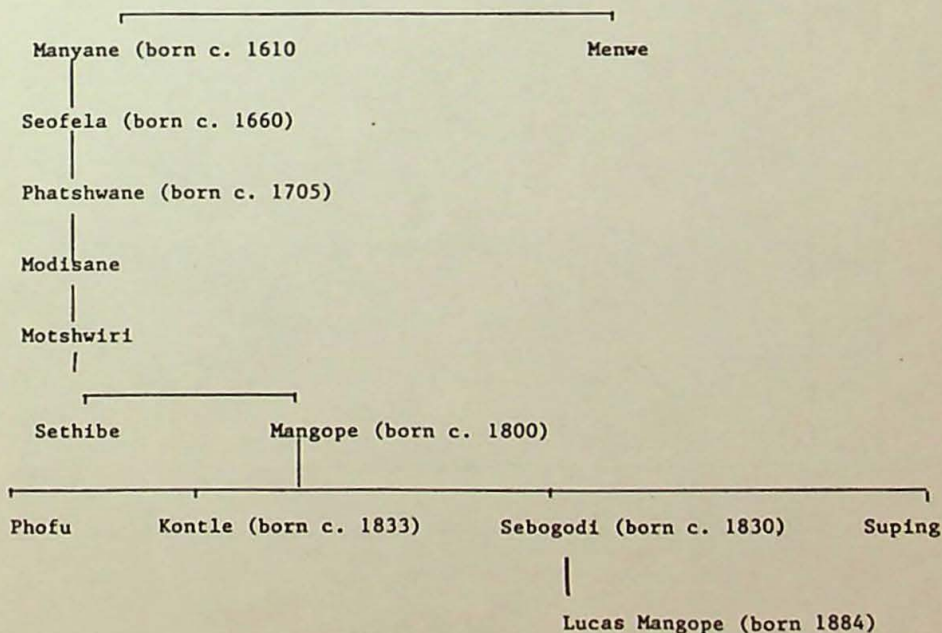 Manyane (born c. 1610 Menwe
Seofela (born c. 1660)
Phatshwane (born c. 1705)
Modisane
Motshwiri
Sethibe Mangope (born c. 1800)
Phofu Kontle (born c. 1833) Sebogodi (born c. 1830) Suping
Lucas Mangope (born 1884)